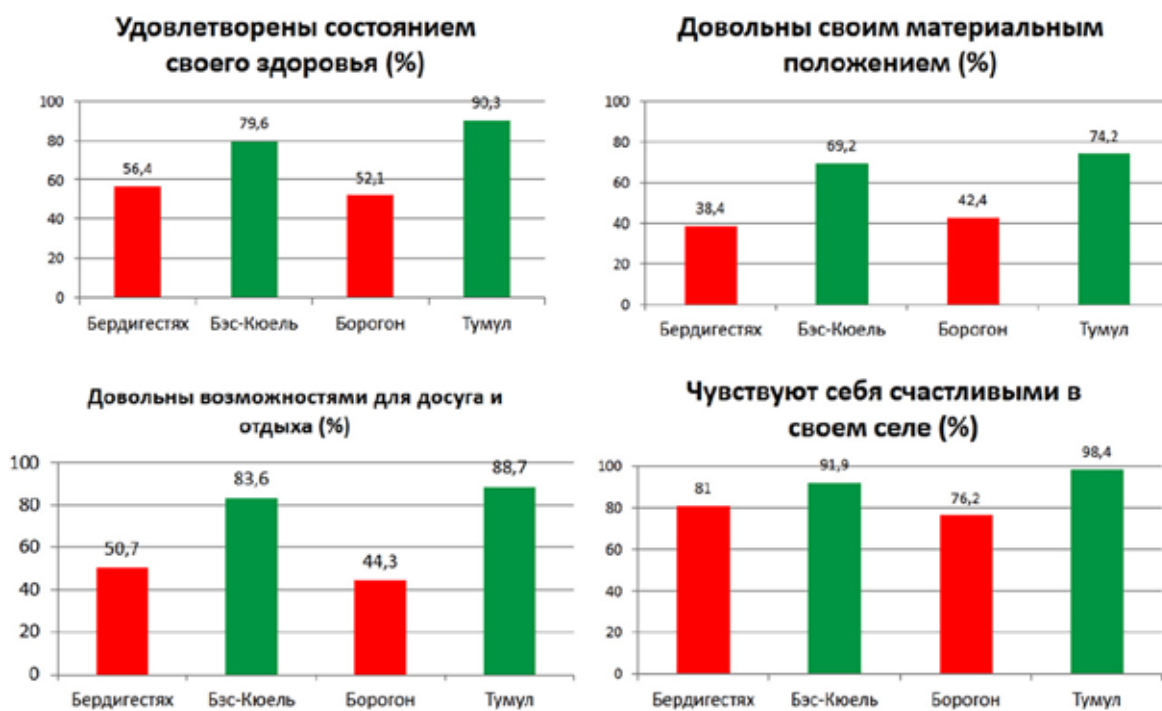 Удовлетворены состоянием
своего здоровья (%)
100
80
60
40
20
0
56,4
79,6
52,1
90,3
Бердигестях
Бэс-Кюель
Борогон
Тумул
Довольны своим материальным
положением (%)
100
80
60
40
20
0
38,4
69,2
42,4
74,2
Бердигестях
Бэс-Кюель
Борогон
Тумул
Довольны возможностями для досуга и
отдыха (%)
100
80
60
40
20
0
50,7
83,6
44,3
88,7
Бердигестях
Бэс-Кюель
Борогон
Тумул
Чувствуют себя счастливыми в
своем селе (%)
100
80
60
40
20
0
81
91,9
76,2
98,4
Бердигестях
Бэс-Кюель
Борогон
Тумул